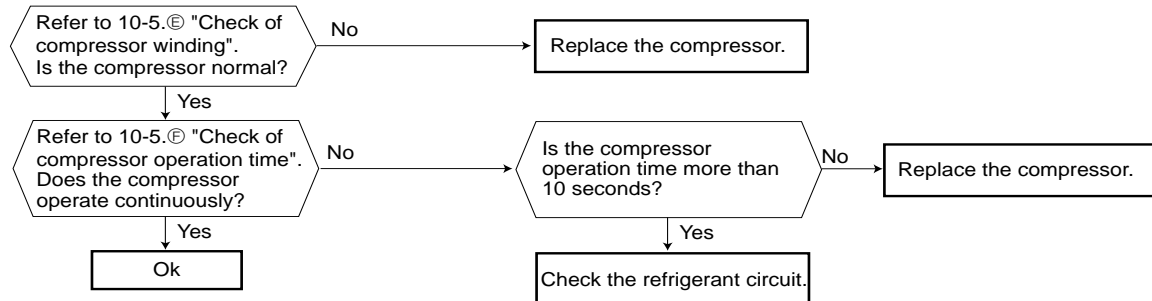 Refer to 10-5.Ⓔ "Check of
compressor winding".
Is the compressor normal?
No
Replace the compressor.
Yes
Refer to 10-5.Ⓕ "Check of
compressor operation time".
Does the compressor
operate continuously?
No
Is the compressor
operation time more than
10 seconds?
No
Replace the compressor.
Yes
Ok
Yes
Check the refrigerant circuit.